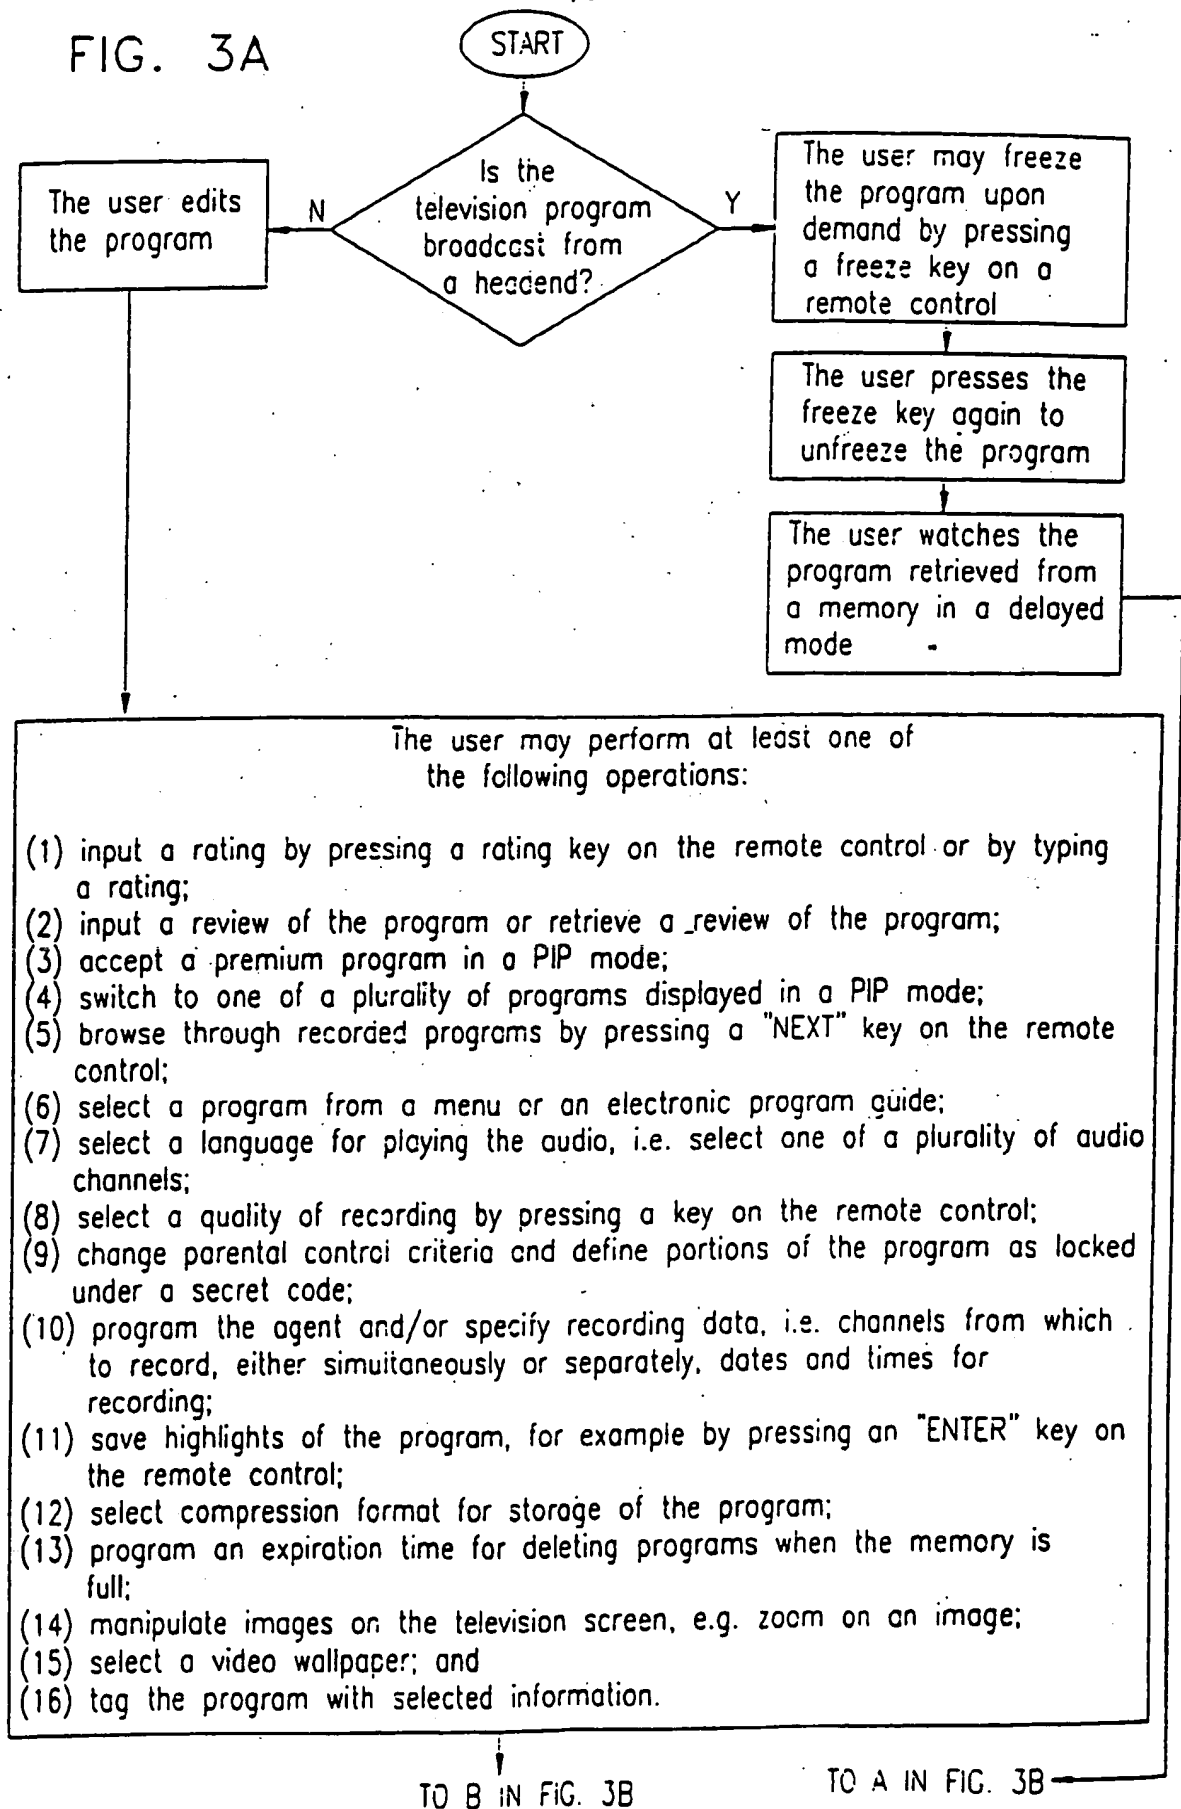 FIG. 3A
START
Is the
television program
broadcast from
a headend?
N
Y
The user edits
the program
The user may freeze
the program upon
demand by pressing
a freeze key on a
remote control
The user presses the
freeze key again to
unfreeze the program
The user watches the
program retrieved from
a memory in a delayed
mode
The user may perform at least one of
the following operations:
(1) input a rating by pressing a rating key on the remote control or by typing
a rating;
(2) input a review of the program or retrieve a review of the program;
(3) accept a premium program in a PIP mode;
(4) switch to one of a plurality of programs displayed in a PIP mode;
(5) browse through recorded programs by pressing a "NEXT" key on the remote
control;
(6) select a program from a menu or an electronic program guide;
(7) select a language for playing the audio, i.e. select one of a plurality of audio
channels;
(8) select a quality of recording by pressing a key on the remote control;
(9) change parental control criteria and define portions of the program as locked
under a secret code;
(10) program the agent and/or specify recording data, i.e. channels from which
to record, either simultaneously or separately, dates and times for
recording;
(11) save highlights of the program, for example by pressing an "ENTER" key on
the remote control;
(12) select compression format for storage of the program;
(13) program an expiration time for deleting programs when the memory is
full;
(14) manipulate images on the television screen, e.g. zoom on an image;
(15) select a video wallpaper; and
(16) tag the program with selected information.
TO B IN FIG. 3B
TO A IN FIG. 3B